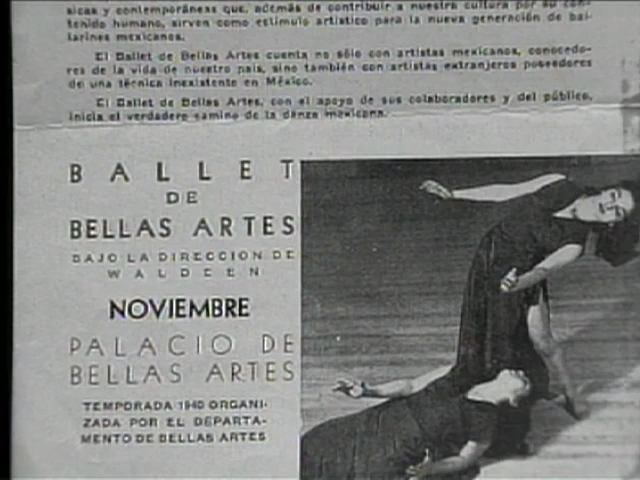 sicas y contemporáneas que, además de contribuir a nuestra cultura por su con-
tenido humano, sirven como estímulo artístico para la nueva generación de bai-
larines mexicanos.
El Ballet de Bellas Artes cuenta no sólo con artistas mexicanos, conocedo-
res de la vida de nuestro país, sino también con artistas extranjeros poseedores
de una técnica inexistente en México.
El Ballet de Bellas Artes, con el apoyo de sus colaboradores y del público,
inicia el verdadero camino de la danza mexicana.
BALLET
DE
BELLAS ARTES
BAJO LA DIRECCION DE
WALDEEN
NOVIEMBRE
PALACIO DE
BELLAS ARTES
TEMPORADA 1940 ORGANI-
ZADA POR EL DEPARTA-
MENTO DE BELLAS ARTES